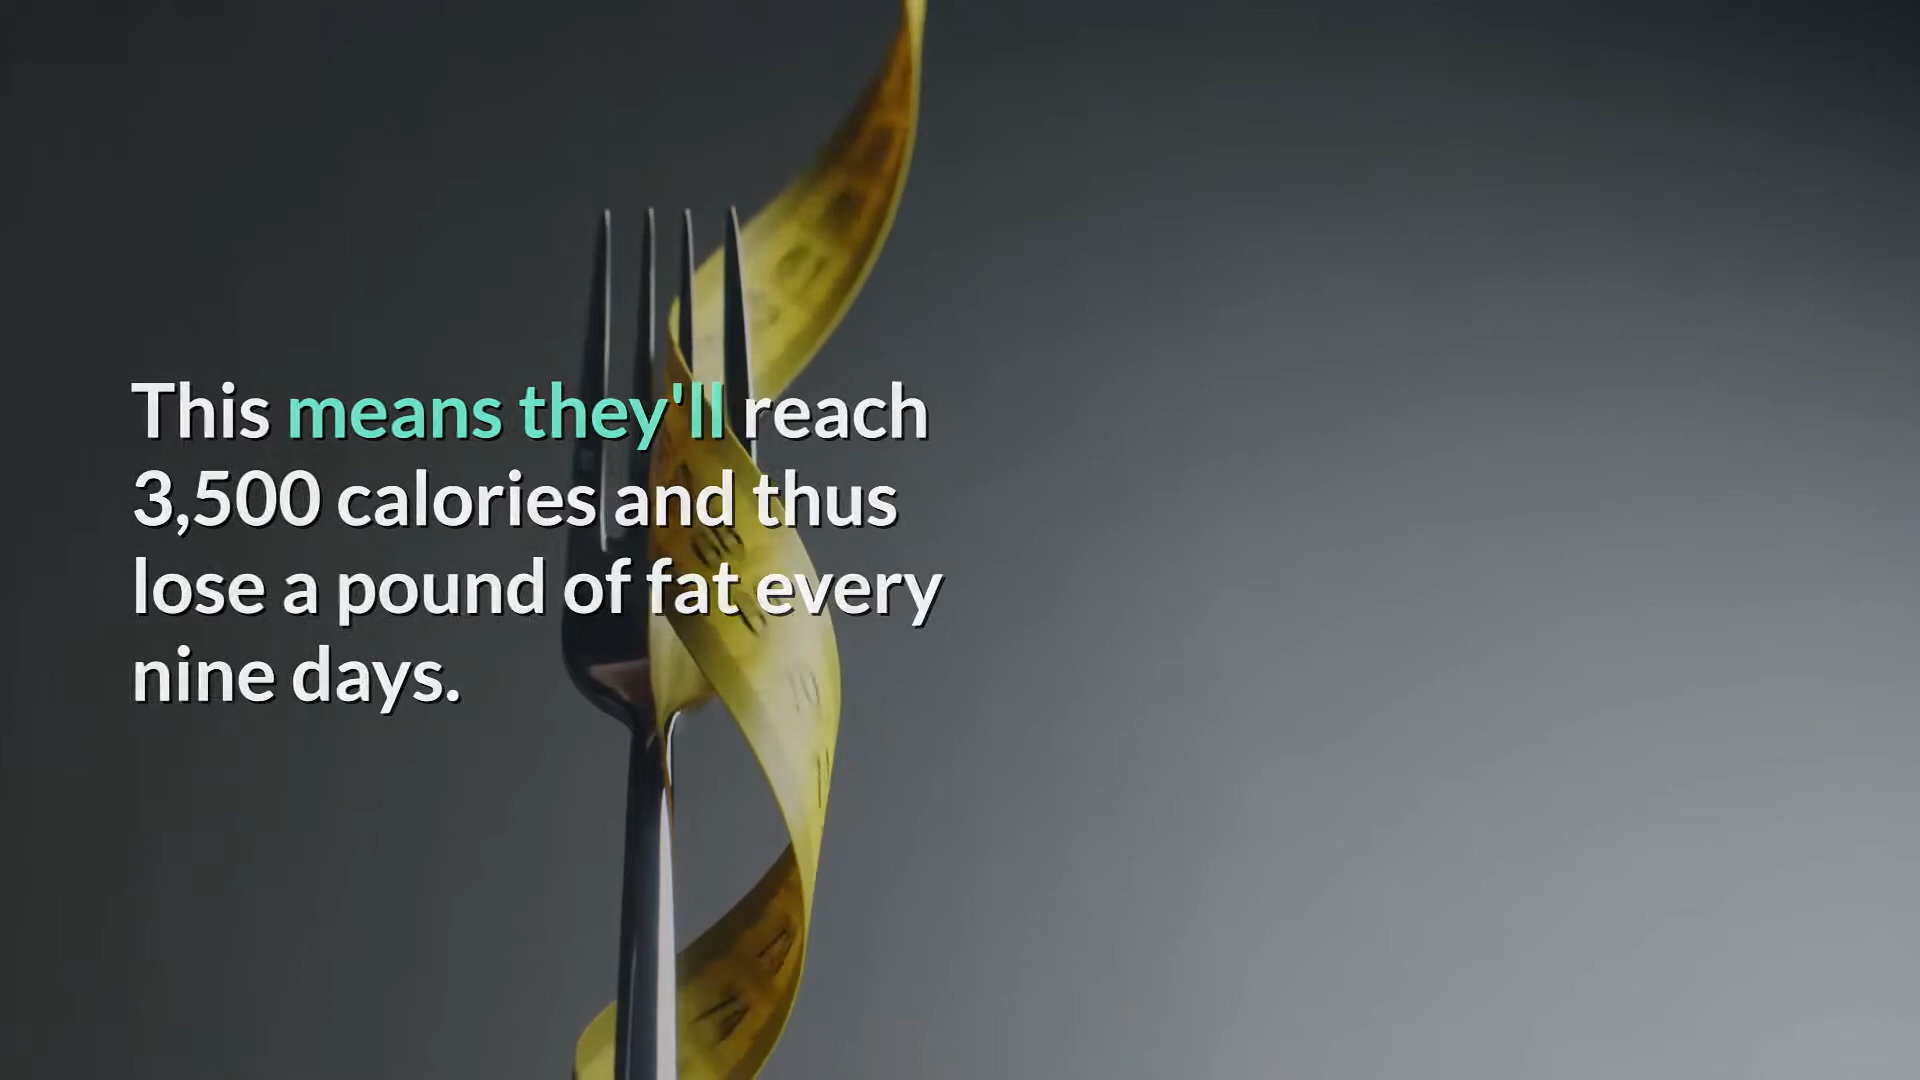 This means they'll reach
3,500 calories and thus
lose a pound of fat every
nine days.